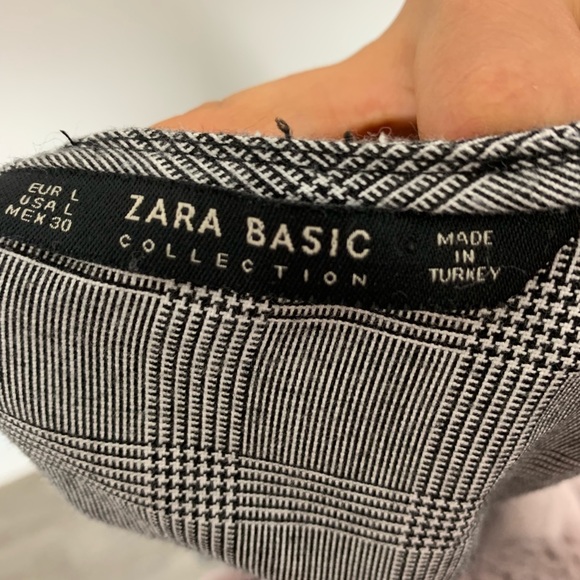 EUR L
USA L
MEX 30
ZARA BASIC
COLLECTION
MADE
IN
TURKEY